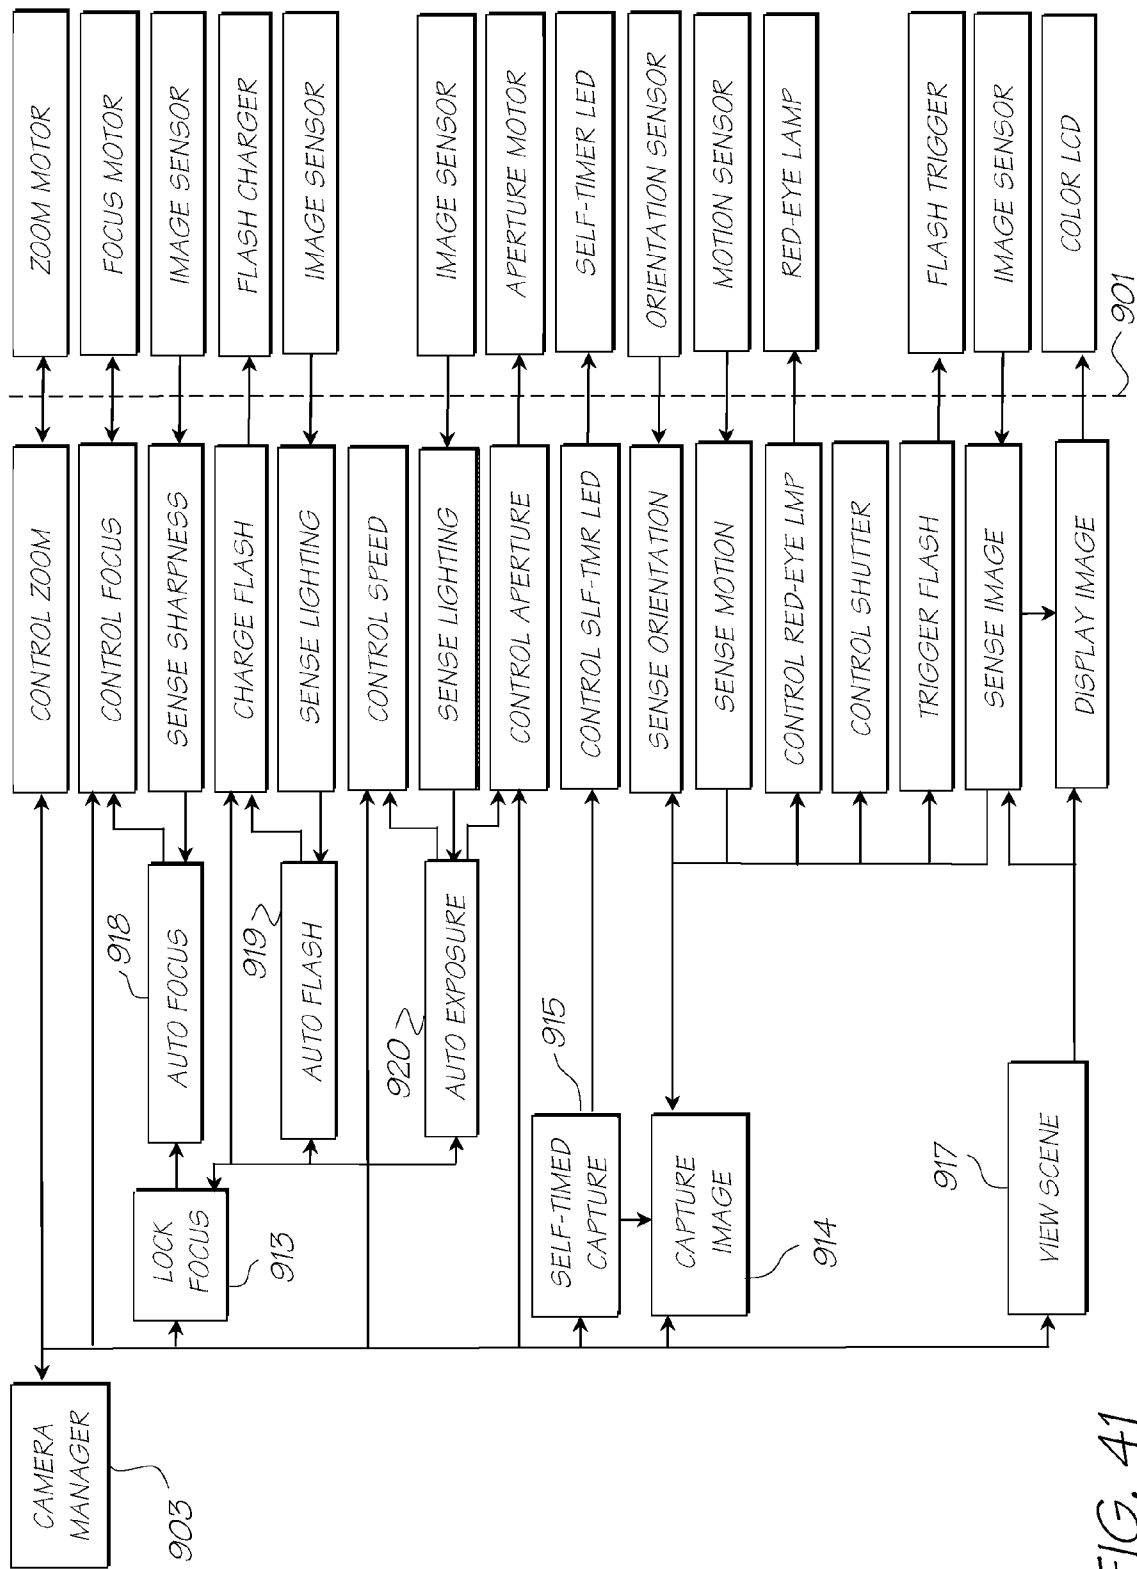 CAMERA
MANAGER
903
LOCK
FOCUS
913
SELF-TIMED
CAPTURE
915
CAPTURE
IMAGE
914
VIEW SCENE
917
AUTO FOCUS
918
AUTO FLASH
919
AUTO EXPOSURE
920
CONTROL ZOOM
CONTROL FOCUS
SENSE SHARPNESS
CHARGE FLASH
SENSE LIGHTING
CONTROL SPEED
SENSE LIGHTING
CONTROL APERTURE
CONTROL SLF-TMR LED
SENSE ORIENTATION
SENSE MOTION
CONTROL RED-EYE LMP
CONTROL SHUTTER
TRIGGER FLASH
SENSE IMAGE
DISPLAY IMAGE
ZOOM MOTOR
FOCUS MOTOR
IMAGE SENSOR
FLASH CHARGER
IMAGE SENSOR
IMAGE SENSOR
APERTURE MOTOR
SELF-TIMER LED
ORIENTATION SENSOR
MOTION SENSOR
RED-EYE LAMP
FLASH TRIGGER
IMAGE SENSOR
COLOR LCD
901
FIG. 41